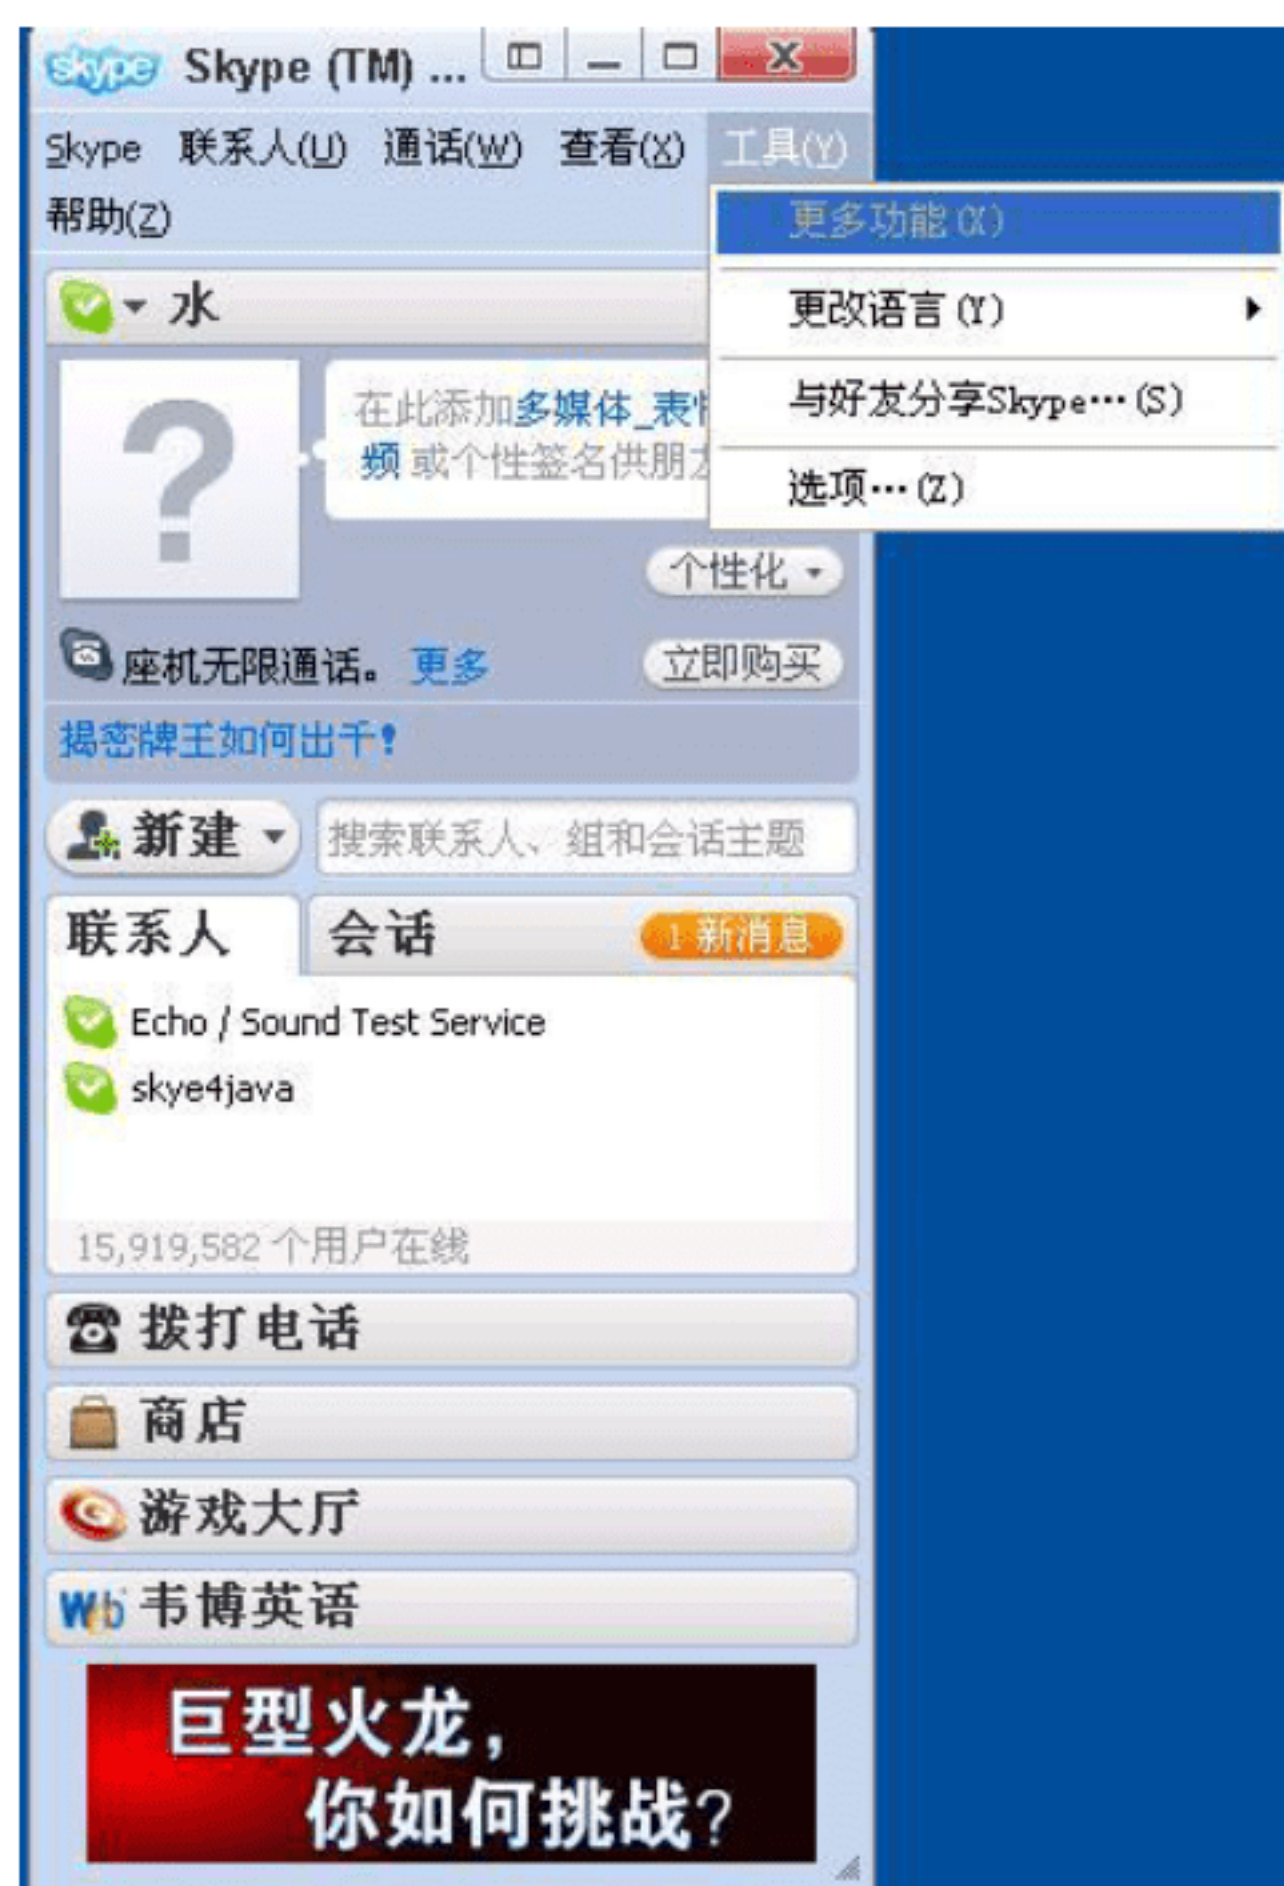 skype Skype (TM) ...
Skype 联系人(U) 通话(W) 查看(X) 工具(Y)
帮助(Z)
更多功能(X)
更改语言(Y)
与好友分享Skype…(S)
选项…(Z)
水
在此添加多媒体_表
频 或个性签名供朋
个性化
座机无限通话。 更多 立即购买
揭密牌王如何出千!
新建 搜索联系人、组和会话主题
联系人 会话 1 新消息
Echo / Sound Test Service
skye4java
15,919,582 个用户在线
拨打电话
商店
游戏大厅
Wb 韦博英语
巨型火龙,
你如何挑战?